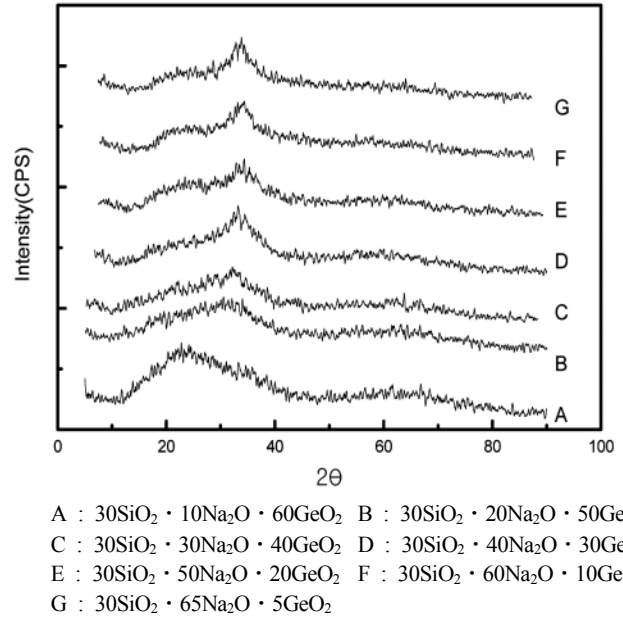 Intensity(CPS)
G
F
E
D
C
B
A
0 20 40 60 80 100
2θ
A : 30SiO₂・10Na₂O・60GeO₂ B : 30SiO₂・20Na₂O・50Ge
C : 30SiO₂・30Na₂O・40GeO₂ D : 30SiO₂・40Na₂O・30Ge
E : 30SiO₂・50Na₂O・20GeO₂ F : 30SiO₂・60Na₂O・10Ge
G : 30SiO₂・65Na₂O・5GeO₂